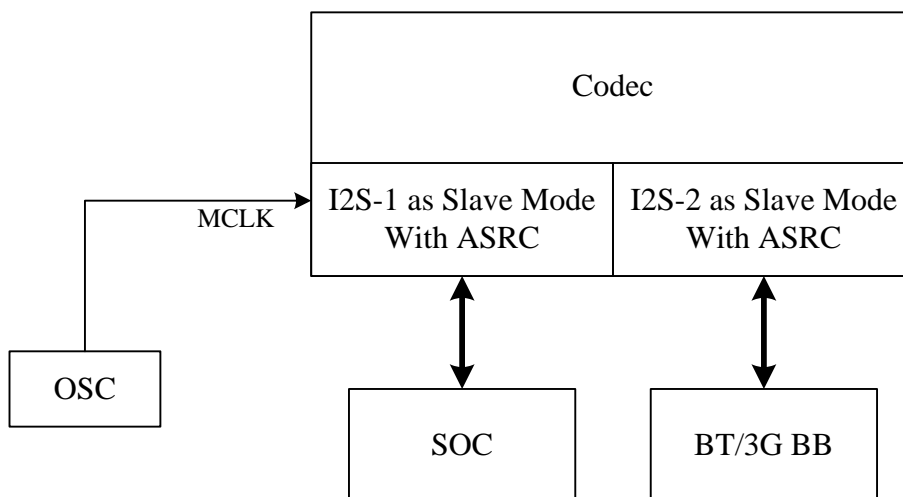 Codec
I2S-1 as Slave Mode
With ASRC
I2S-2 as Slave Mode
With ASRC
MCLK
OSC
SOC
BT/3G BB